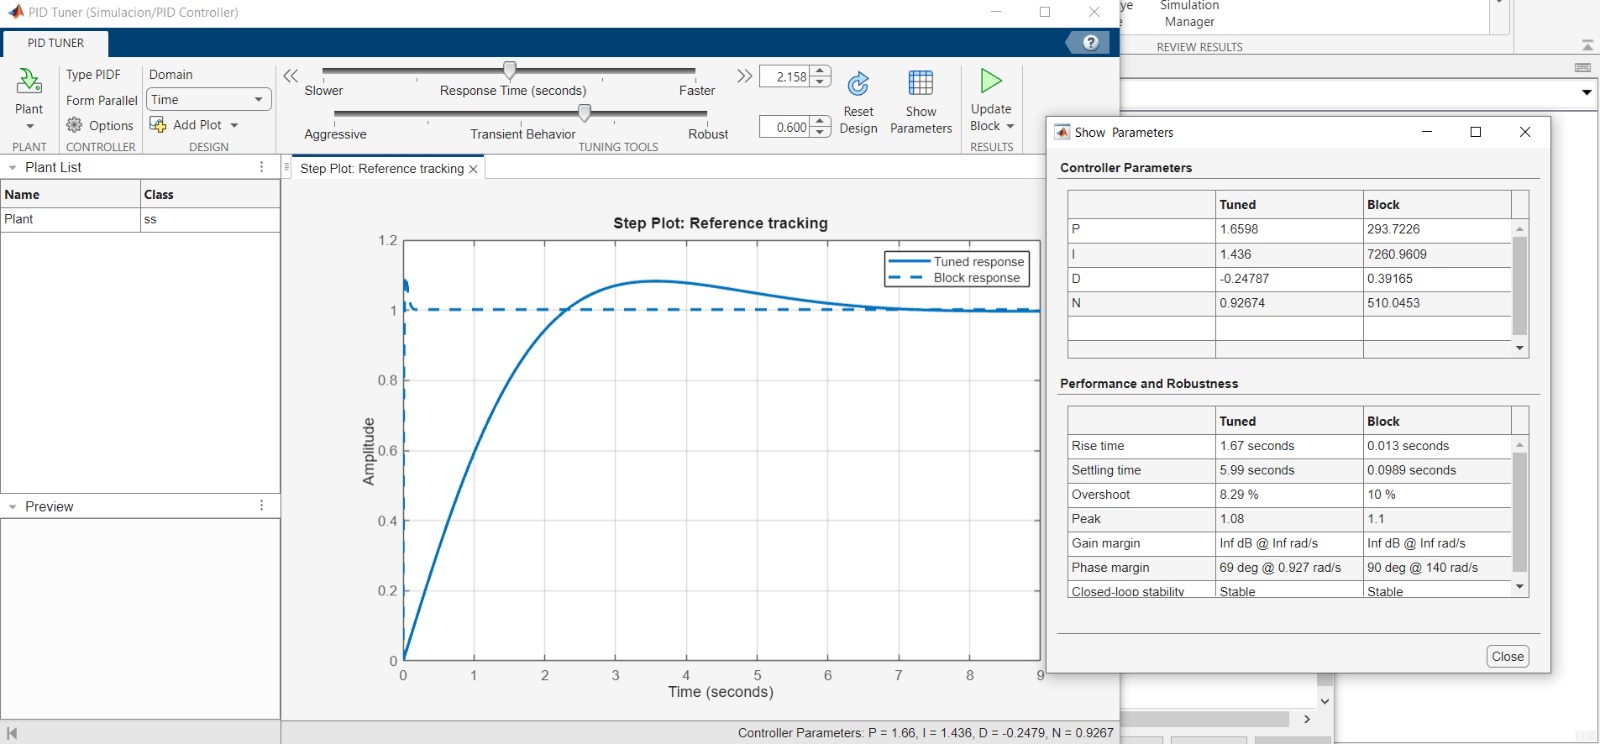 PID Tuner (Simulacion/PID Controller)
PID TUNER
?
Plant
Type PIDF
Form Parallel
Options
Domain
Time
Add Plot
Slower
Response Time (seconds)
Faster
2.158
Aggressive
Transient Behavior
Robust
0.600
Reset
Design
Show
Parameters
Update
Block
PLANT
CONTROLLER
DESIGN
TUNING TOOLS
RESULTS
Simulation
Manager
REVIEW RESULTS
Plant List
Name Class
Plant ss
Preview
Step Plot: Reference tracking
Step Plot: Reference tracking
Tuned response
Block response
Amplitude
1.2
1
0.8
0.6
0.4
0.2
0
0 1 2 3 4 5 6 7 8 9
Time (seconds)
Controller Parameters: P = 1.66, I = 1.436, D = -0.2479, N = 0.9267
Show Parameters
Controller Parameters
Tuned Block
P 1.6598 293.7226
I 1.436 7260.9609
D -0.24787 0.39165
N 0.92674 510.0453
Performance and Robustness
Tuned Block
Rise time 1.67 seconds 0.013 seconds
Settling time 5.99 seconds 0.0989 seconds
Overshoot 8.29 % 10 %
Peak 1.08 1.1
Gain margin Inf dB @ Inf rad/s Inf dB @ Inf rad/s
Phase margin 69 deg @ 0.927 rad/s 90 deg @ 140 rad/s
Closed-loop stability Stable Stable
Close